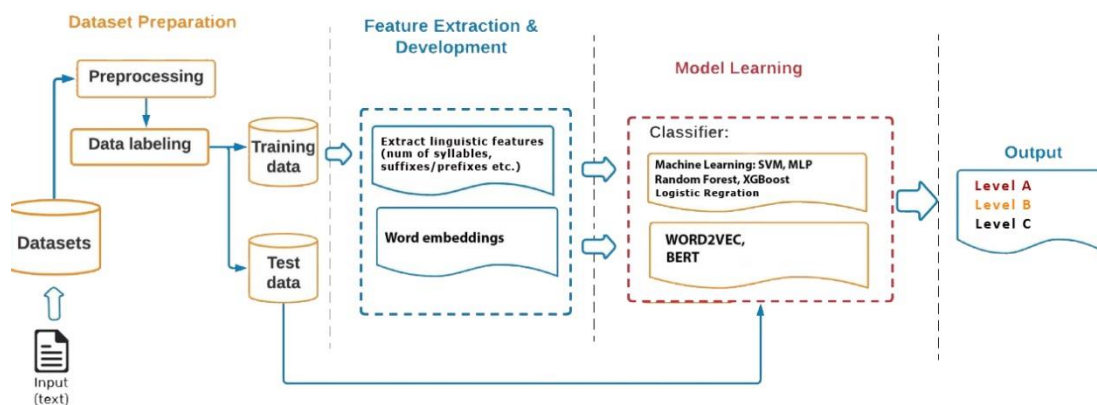 Dataset Preparation
Preprocessing
Data labeling
Datasets
Input
(text)
Training
data
Test
data
Feature Extraction &
Development
Extract linguistic features
(num of syllables,
suffixes/prefixes etc.)
Word embeddings
Model Learning
Classifier:
Machine Learning: SVM, MLP
Random Forest, XGBoost
Logistic Regration
WORD2VEC,
BERT
Output
Level A
Level B
Level C